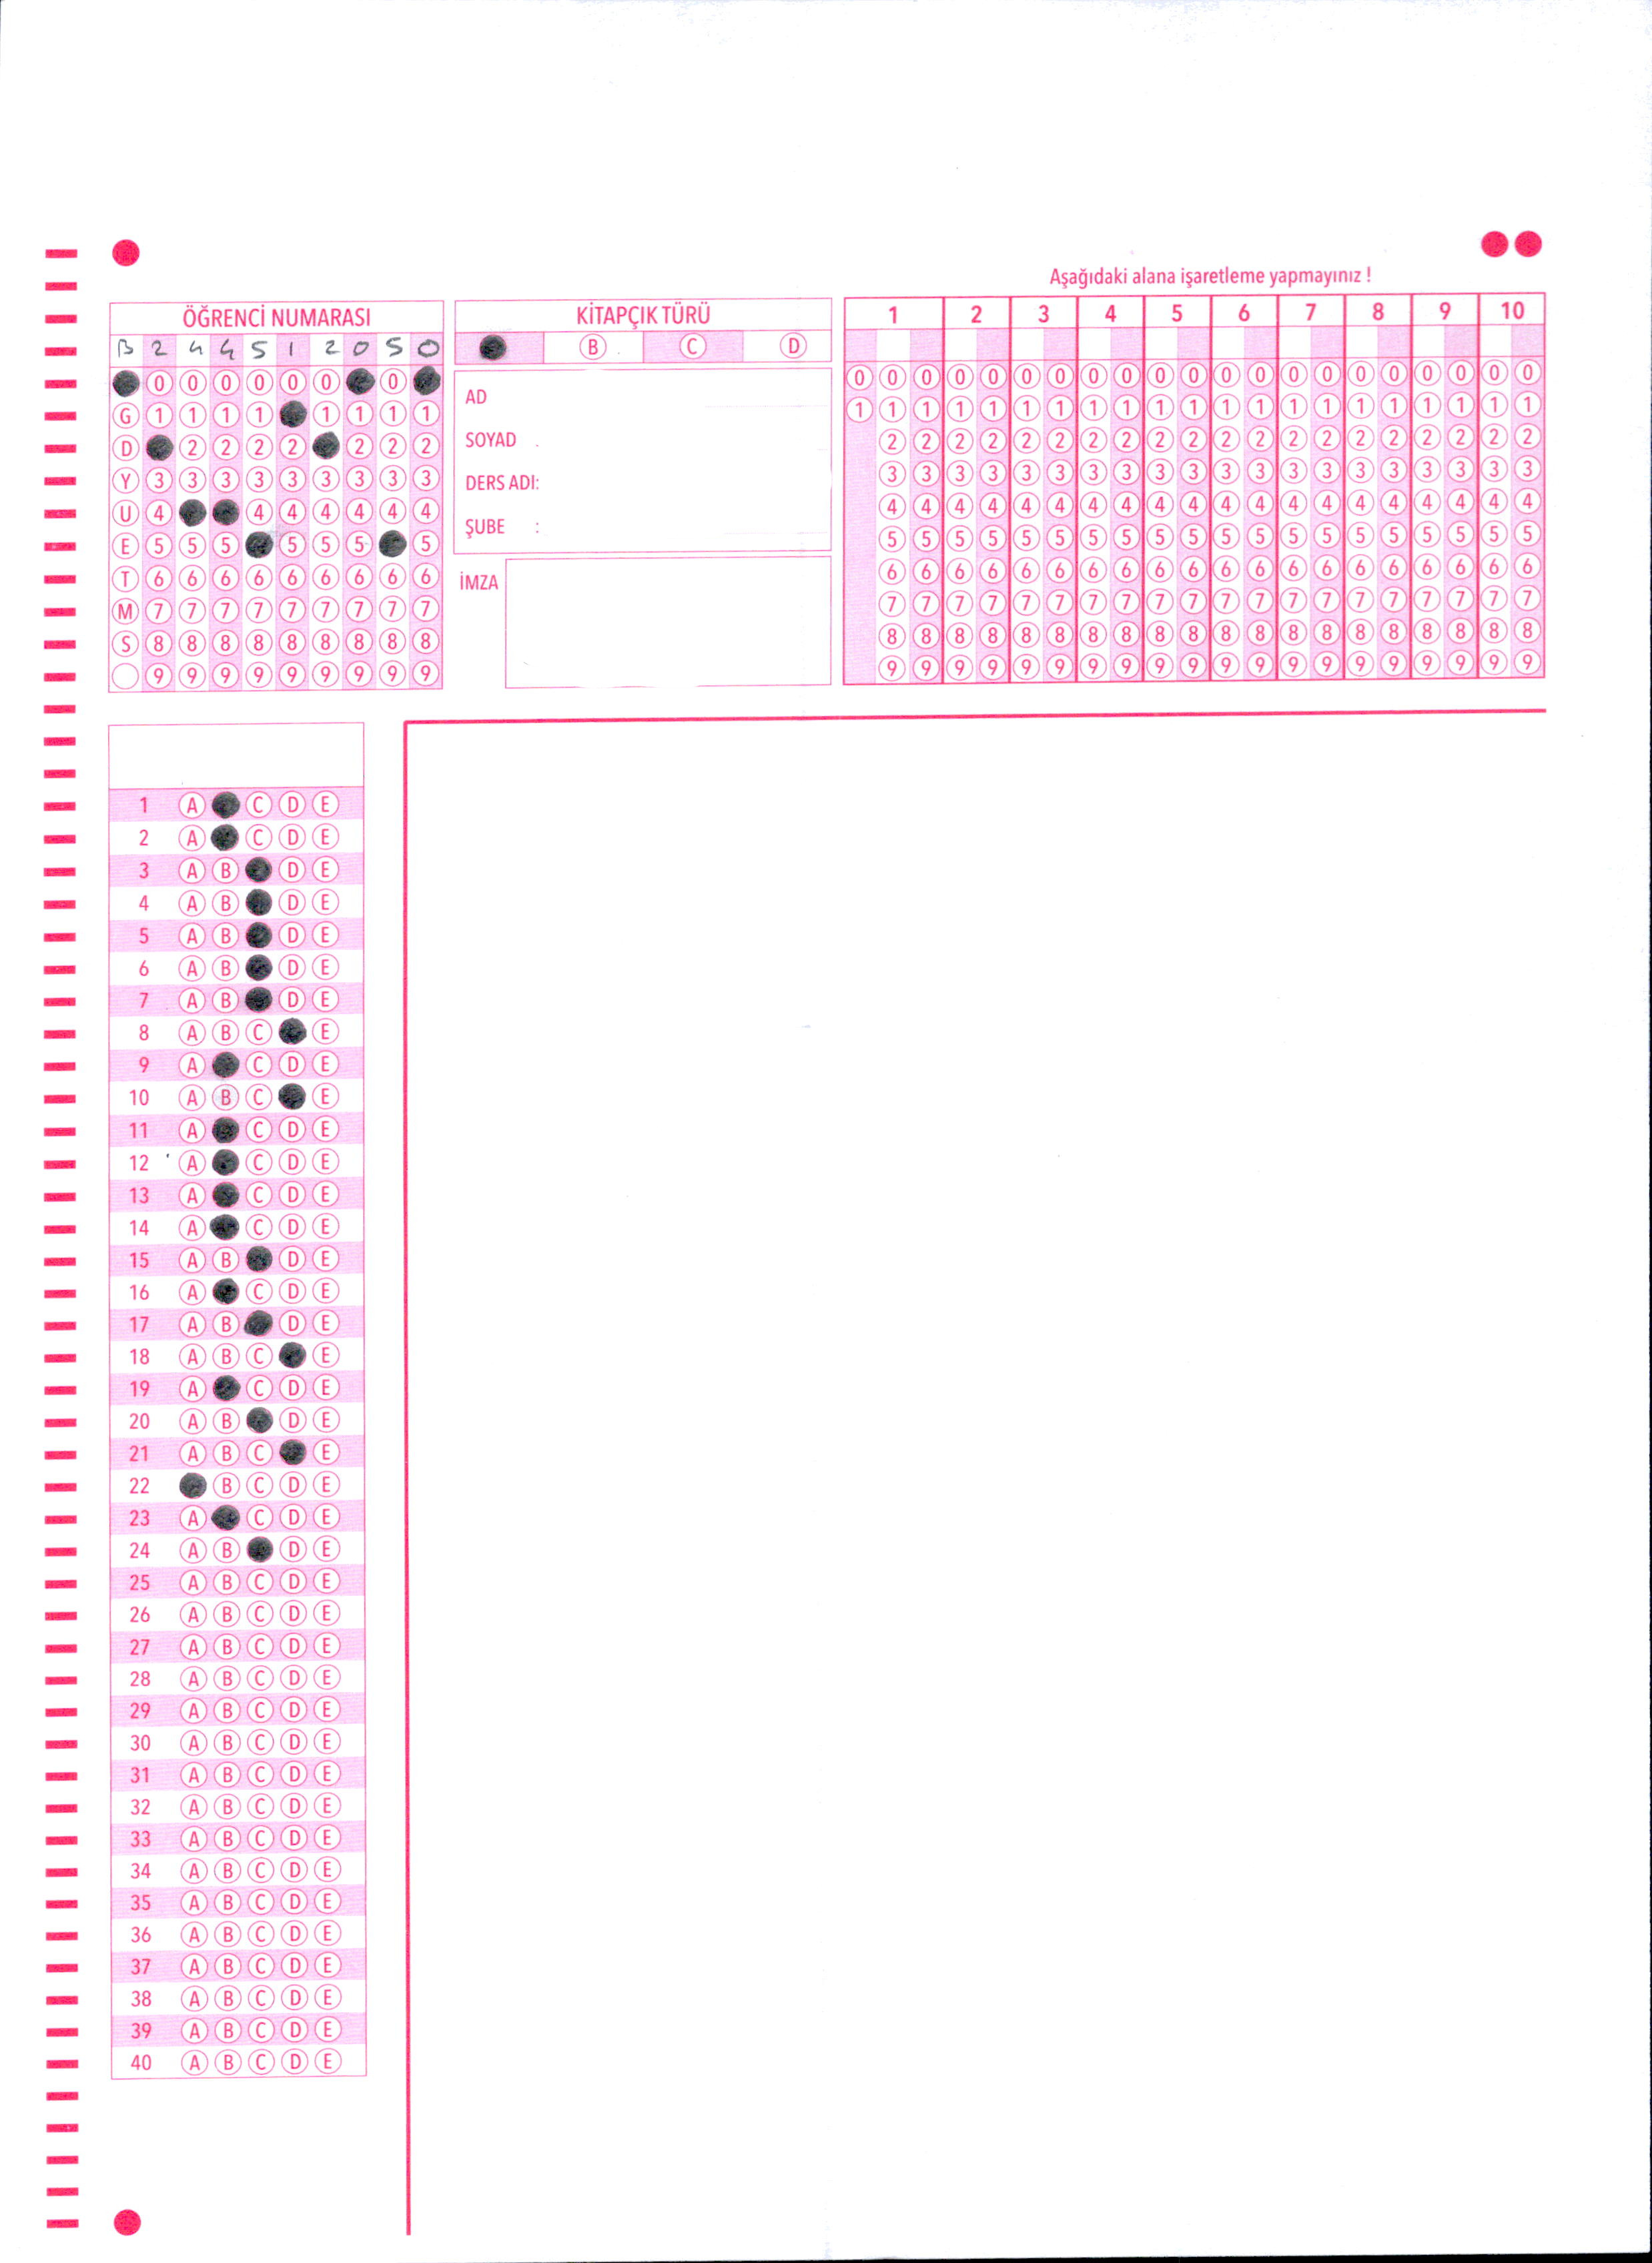 Aşağıdaki alana işaretleme yapmayınız !
ÖĞRENCİ NUMARASI
B 2 4 4 5 1 2 0 5 0
0 0 0 0 0 0 0
G 1 1 1 1 1 1 1 1
D 2 2 2 2 2 2 2
Y 3 3 3 3 3 3 3 3 3
U 4 4 4 4 4 4 4
E 5 5 5 5 5 5 5
T 6 6 6 6 6 6 6 6 6
M 7 7 7 7 7 7 7 7 7
S 8 8 8 8 8 8 8 8 8
9 9 9 9 9 9 9 9 9
KİTAPÇIK TÜRÜ
B C D
AD
SOYAD
DERS ADI:
ŞUBE :
İMZA
1 2 3 4 5 6 7 8 9 10
0 0 0 0 0 0 0 0 0 0 0 0 0 0 0 0 0 0 0 0 0
1 1 1 1 1 1 1 1 1 1 1 1 1 1 1 1 1 1 1 1 1
2 2 2 2 2 2 2 2 2 2 2 2 2 2 2 2 2 2 2 2
3 3 3 3 3 3 3 3 3 3 3 3 3 3 3 3 3 3 3 3
4 4 4 4 4 4 4 4 4 4 4 4 4 4 4 4 4 4 4 4
5 5 5 5 5 5 5 5 5 5 5 5 5 5 5 5 5 5 5 5
6 6 6 6 6 6 6 6 6 6 6 6 6 6 6 6 6 6 6 6
7 7 7 7 7 7 7 7 7 7 7 7 7 7 7 7 7 7 7 7
8 8 8 8 8 8 8 8 8 8 8 8 8 8 8 8 8 8 8 8
9 9 9 9 9 9 9 9 9 9 9 9 9 9 9 9 9 9 9 9
1 A C D E
2 A C D E
3 A B D E
4 A B D E
5 A B D E
6 A B D E
7 A B D E
8 A B C E
9 A C D E
10 A B C E
11 A C D E
12 A C D E
13 A C D E
14 A C D E
15 A B D E
16 A C D E
17 A B D E
18 A B C E
19 A C D E
20 A B D E
21 A B C E
22 B C D E
23 A C D E
24 A B D E
25 A B C D E
26 A B C D E
27 A B C D E
28 A B C D E
29 A B C D E
30 A B C D E
31 A B C D E
32 A B C D E
33 A B C D E
34 A B C D E
35 A B C D E
36 A B C D E
37 A B C D E
38 A B C D E
39 A B C D E
40 A B C D E